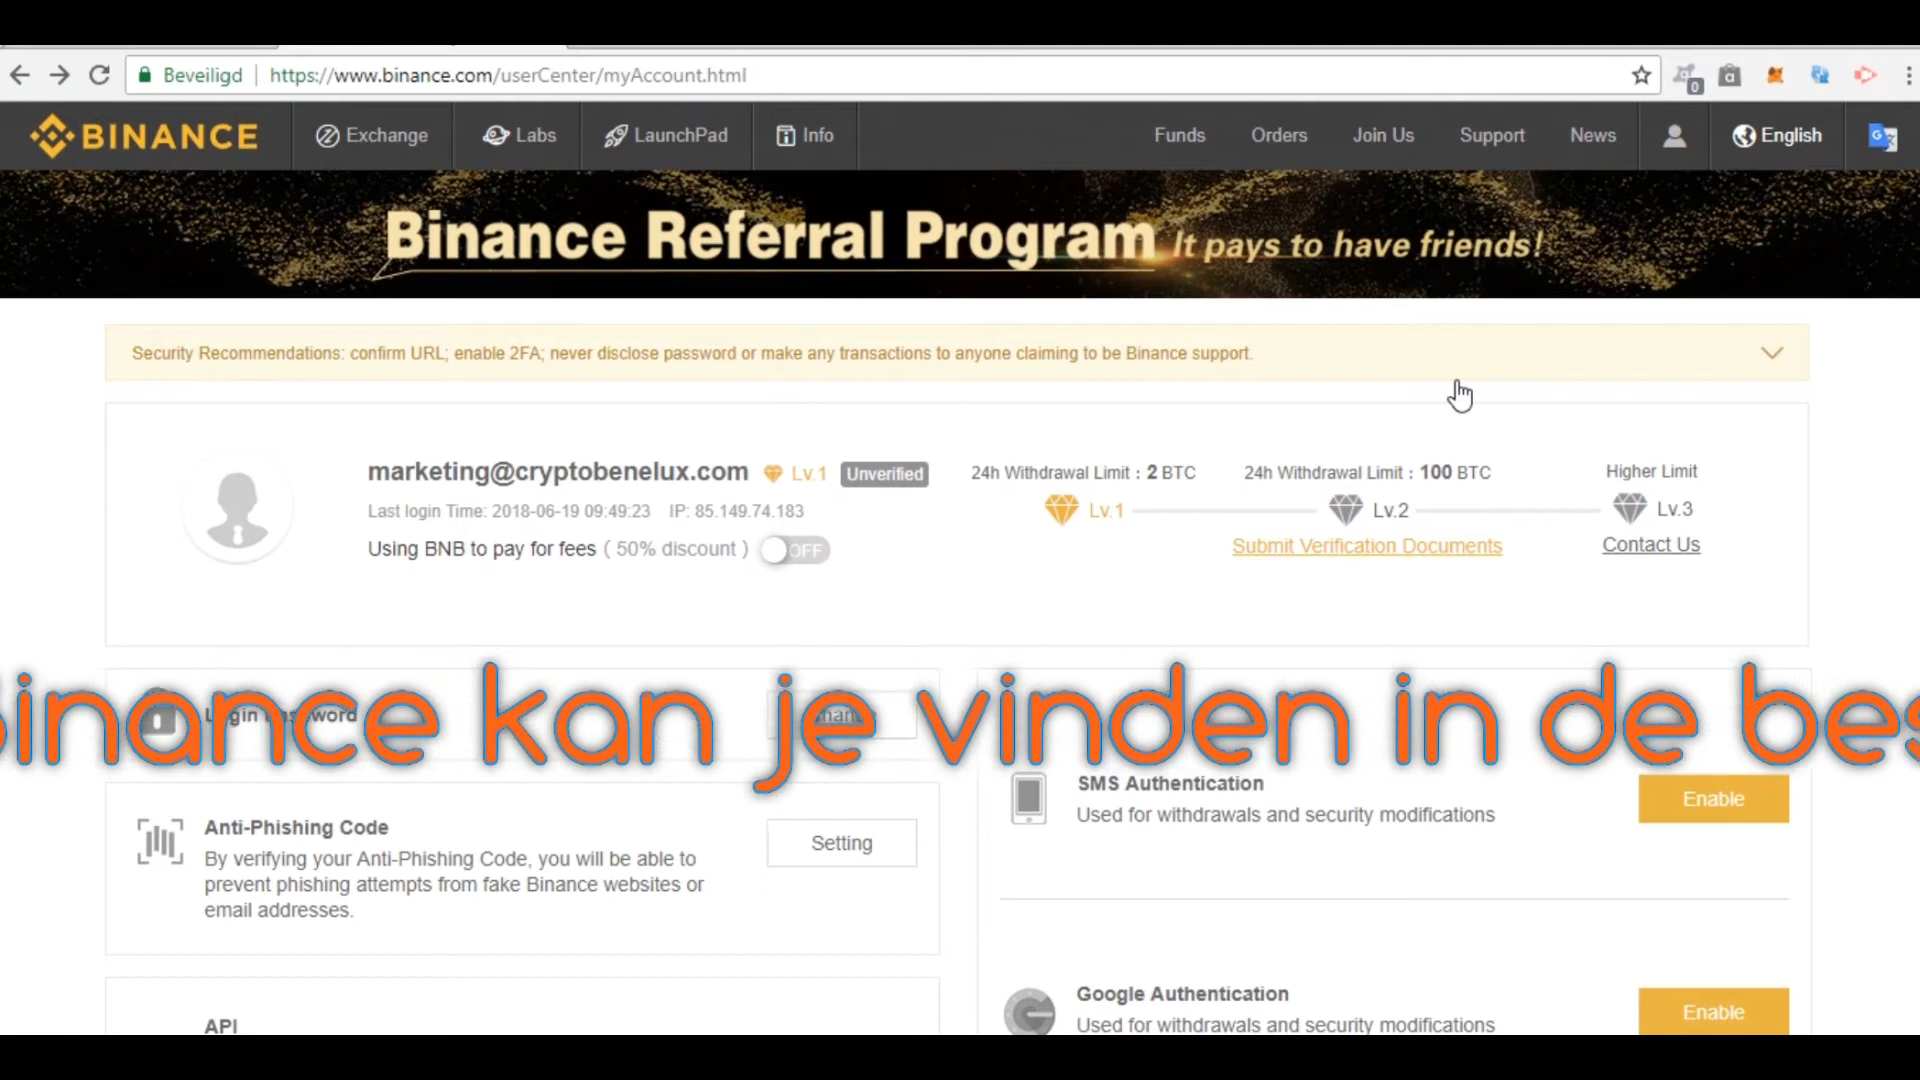 Beveiligd https://www.binance.com/userCenter/myAccount.html
0
BINANCE Exchange Labs LaunchPad Info Funds Orders Join Us Support News English
Binance Referral Program It pays to have friends!
Security Recommendations: confirm URL; enable 2FA; never disclose password or make any transactions to anyone claiming to be Binance support.
marketing@cryptobenelux.com Lv.1 Unverified
Last login Time: 2018-06-19 09:49:23 IP: 85.149.74.183
Using BNB to pay for fees ( 50% discount ) OFF
24h Withdrawal Limit : 2 BTC 24h Withdrawal Limit : 100 BTC Higher Limit
Lv.1 Lv.2 Lv.3
Submit Verification Documents Contact Us
Binance kan je vinden in de bes
Login Password
SMS Authentication
Used for withdrawals and security modifications
Enable
Anti-Phishing Code
By verifying your Anti-Phishing Code, you will be able to
prevent phishing attempts from fake Binance websites or
email addresses.
Setting
Google Authentication
Used for withdrawals and security modifications
Enable
API